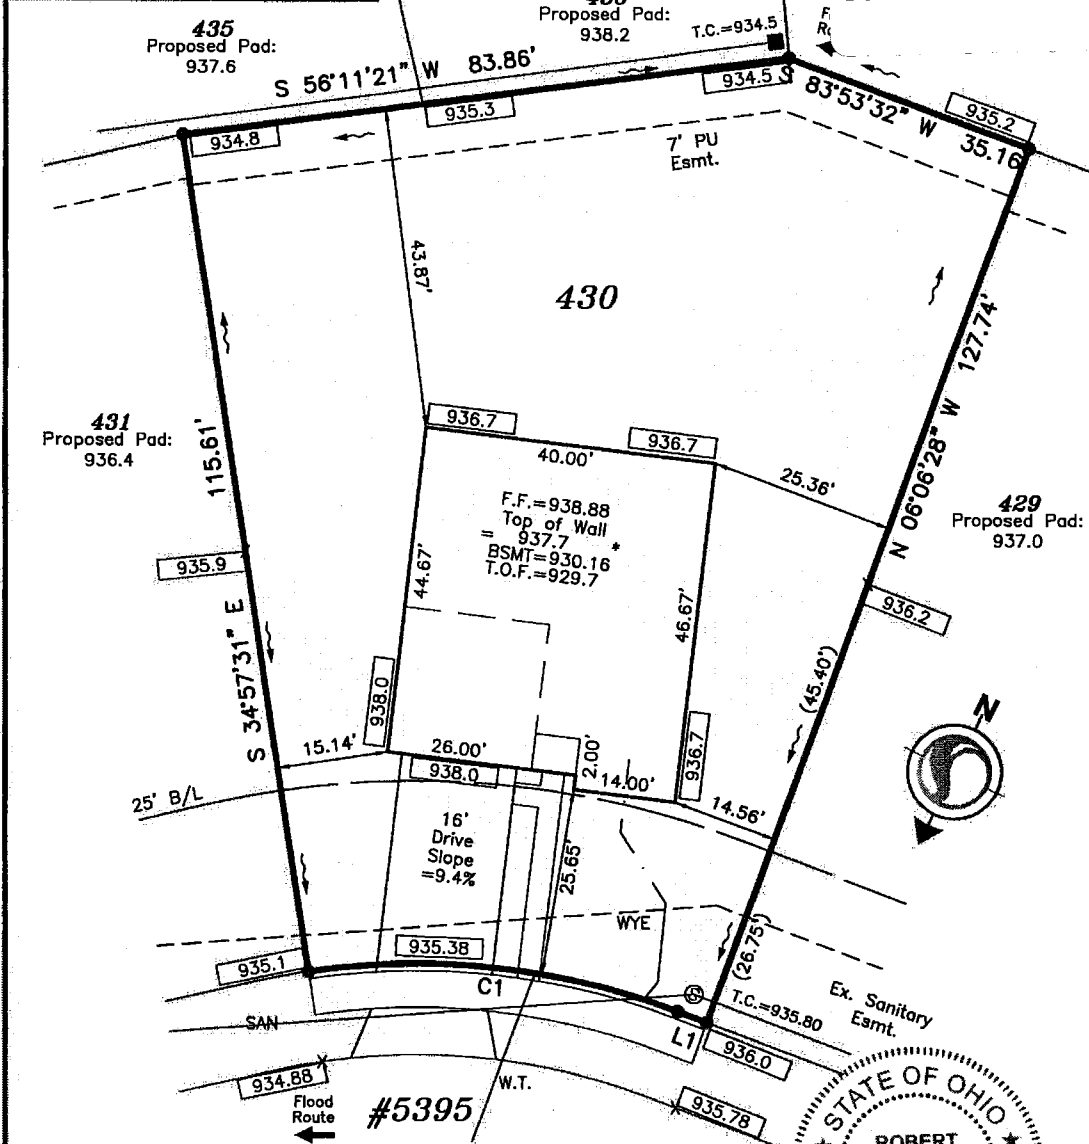 435
Proposed Pad:
937.6
Proposed Pad:
938.2
T.C.=934.5
S 56°11'21" W 83.86'
S 83°53'32" W 35.16
934.8
935.3
934.5
935.2
7' PU
Esmt.
43.87'
430
N 06°06'28" W 127.74'
431
Proposed Pad:
936.4
115.61'
S 34°57'31" E
936.7
936.7
40.00'
25.36'
429
Proposed Pad:
937.0
F.F.=938.88
Top of Wall
= 937.7 *
BSMT=930.16
T.O.F.=929.7
935.9
44.67'
46.67'
936.2
(45.40')
N
938.0
15.14'
26.00'
938.0
2.00'
14.00'
936.7
14.56'
25' B/L
16'
Drive
Slope
=9.4%
25.65'
WYE
(26.75')
935.38
935.1
C1
SAN
T.C.=935.80
Ex. Sanitary
Esmt.
L1
936.0
934.88
W.T.
935.78
Flood
Route
#5395
STATE OF OHIO
ROBERT